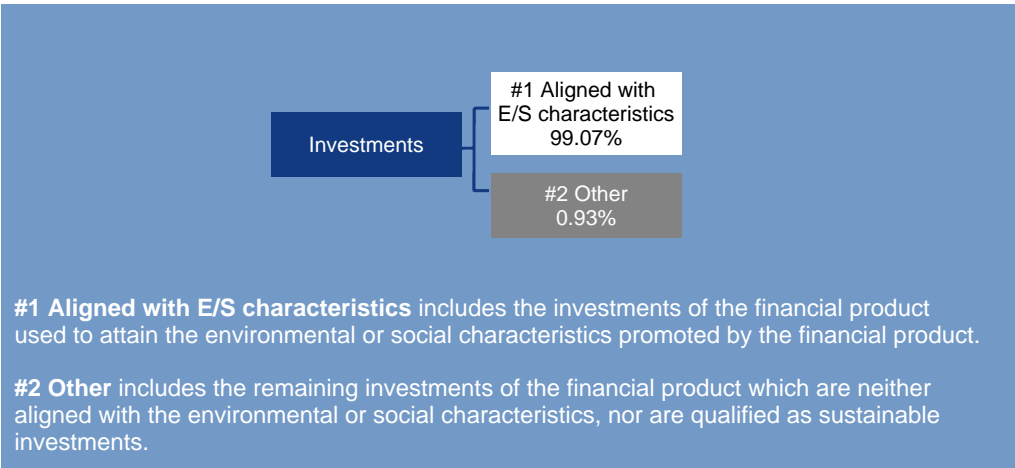 Investments
#1 Aligned with
E/S characteristics
99.07%
#2 Other
0.93%
#1 Aligned with E/S characteristics includes the investments of the financial product
used to attain the environmental or social characteristics promoted by the financial product.
#2 Other includes the remaining investments of the financial product which are neither
aligned with the environmental or social characteristics, nor are qualified as sustainable
investments.